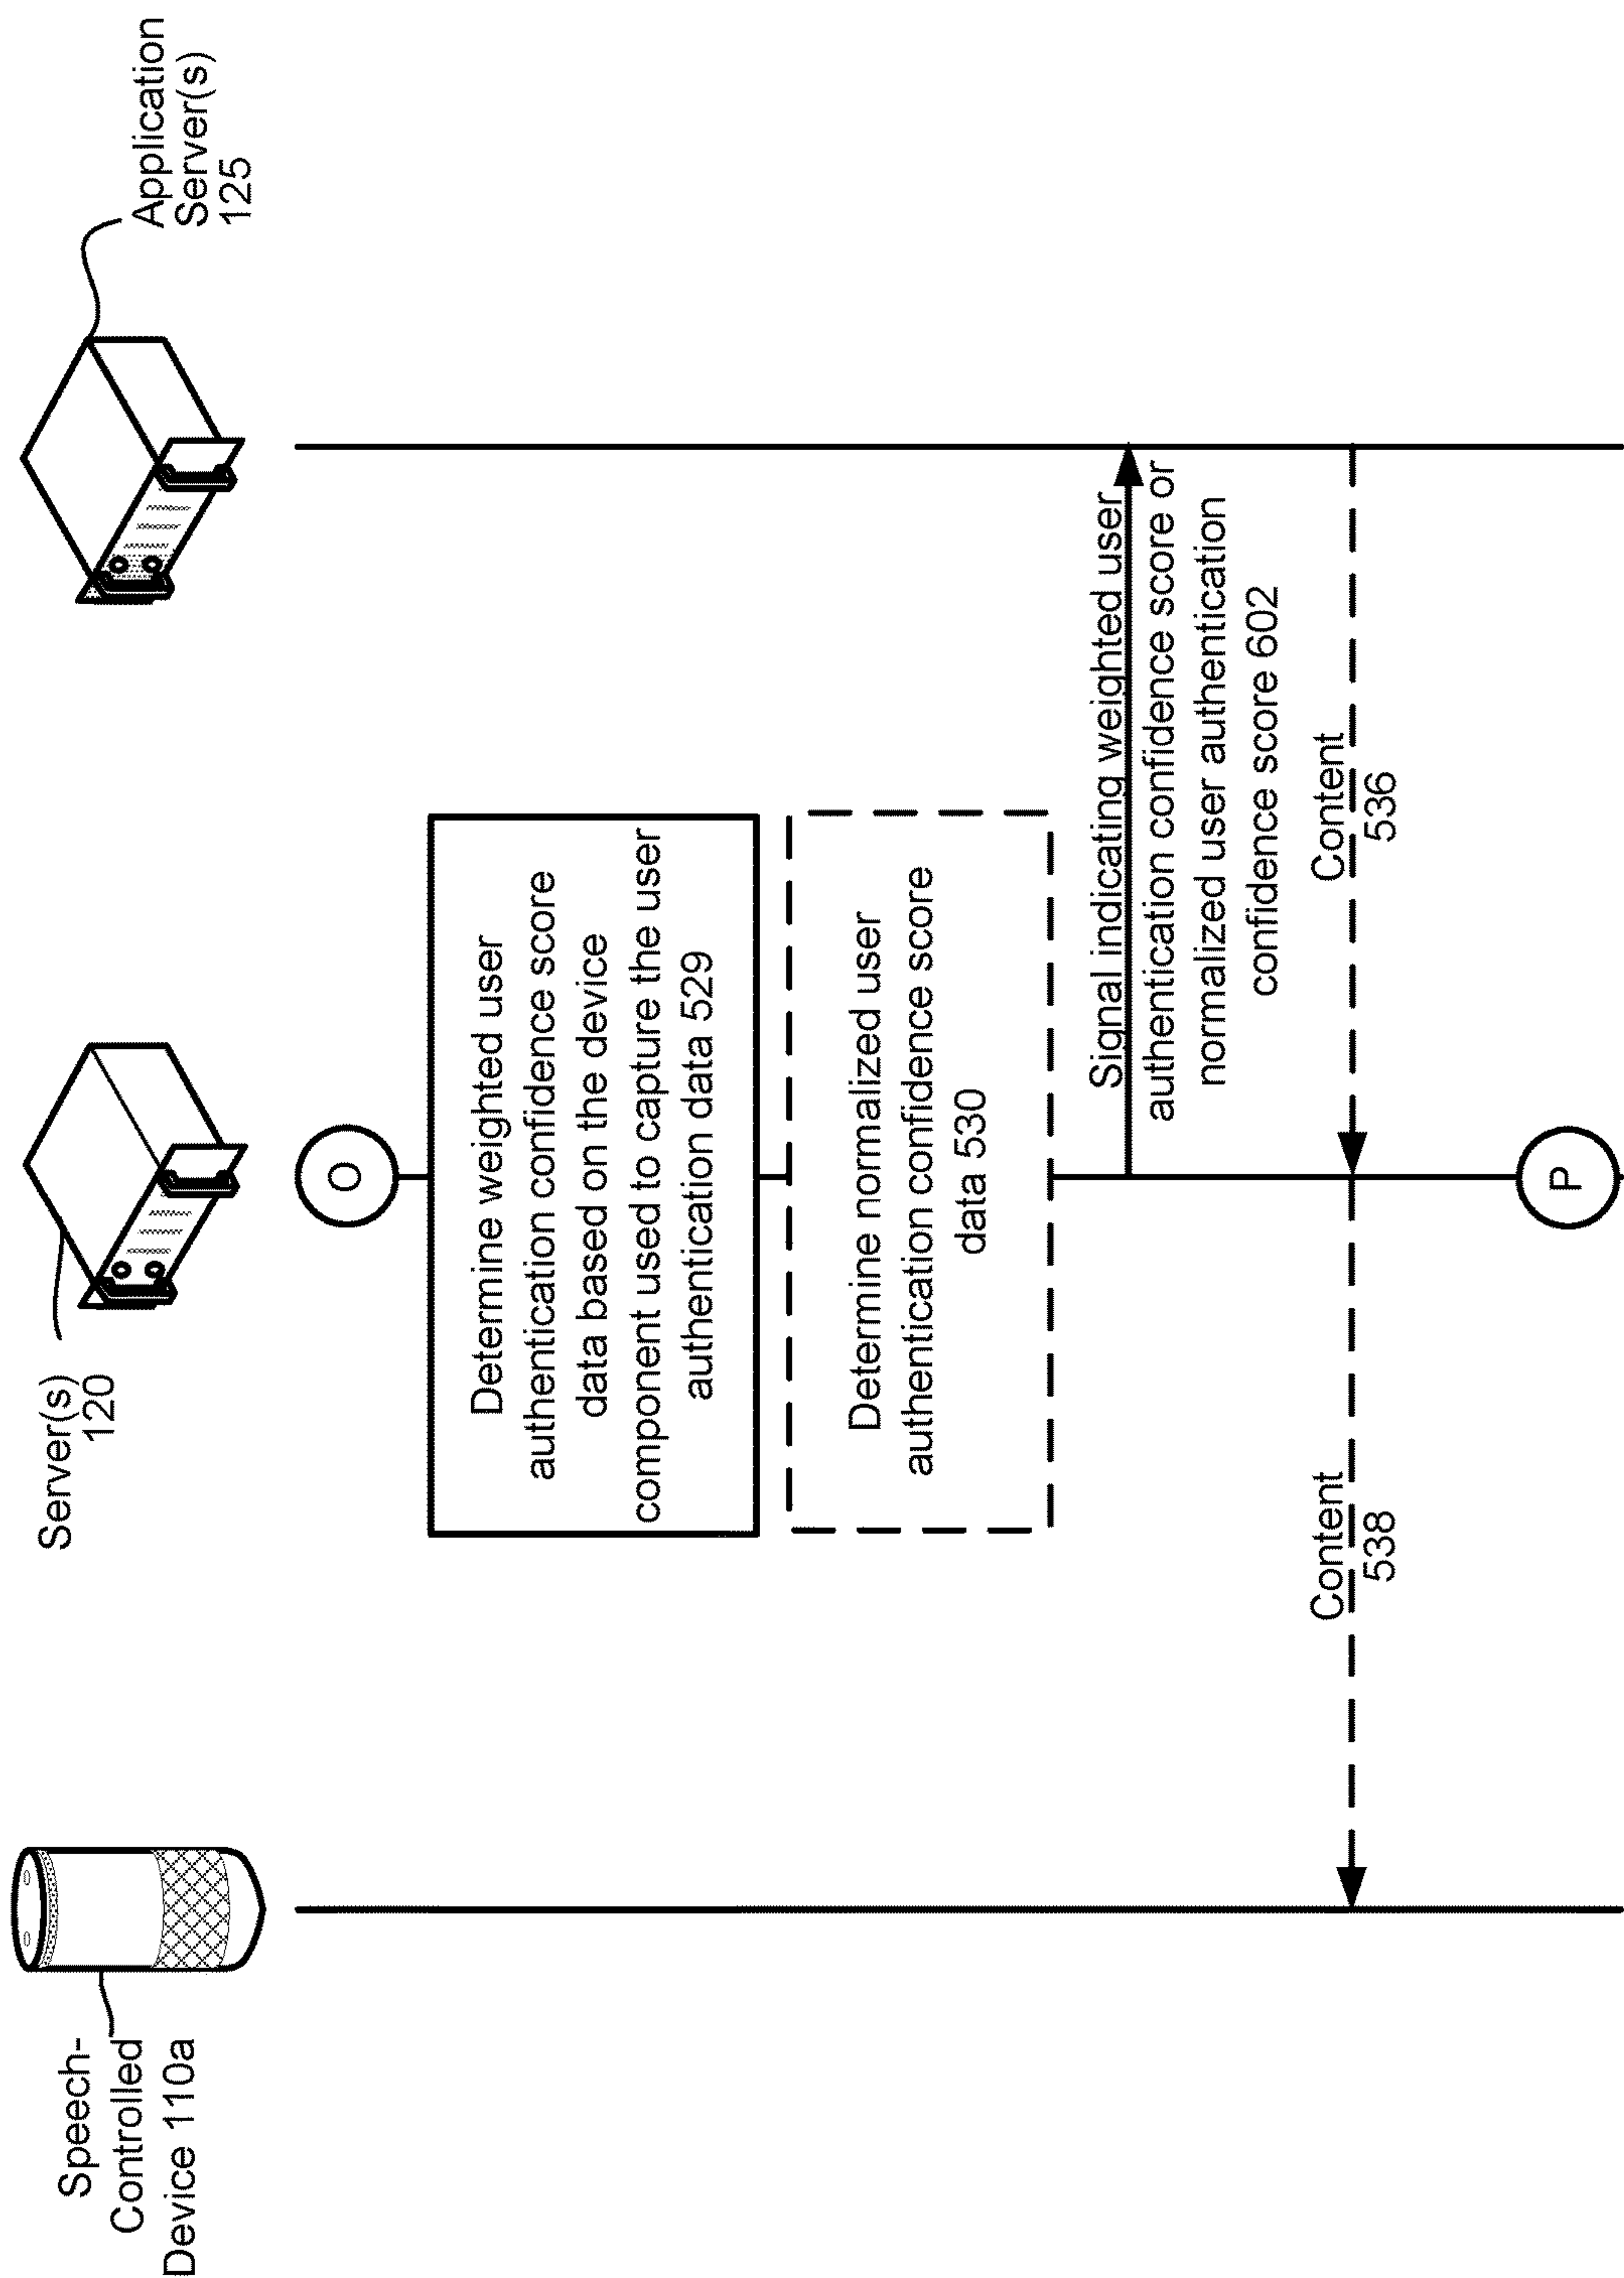 Speech-
Controlled
Device 110a
Server(s)
120
Application
Server(s)
125
O
Determine weighted user
authentication confidence score
data based on the device
component used to capture the user
authentication data 529
Determine normalized user
authentication confidence score
data 530
Signal indicating weighted user
authentication confidence score or
normalized user authentication
confidence score 602
Content
538
Content
536
P